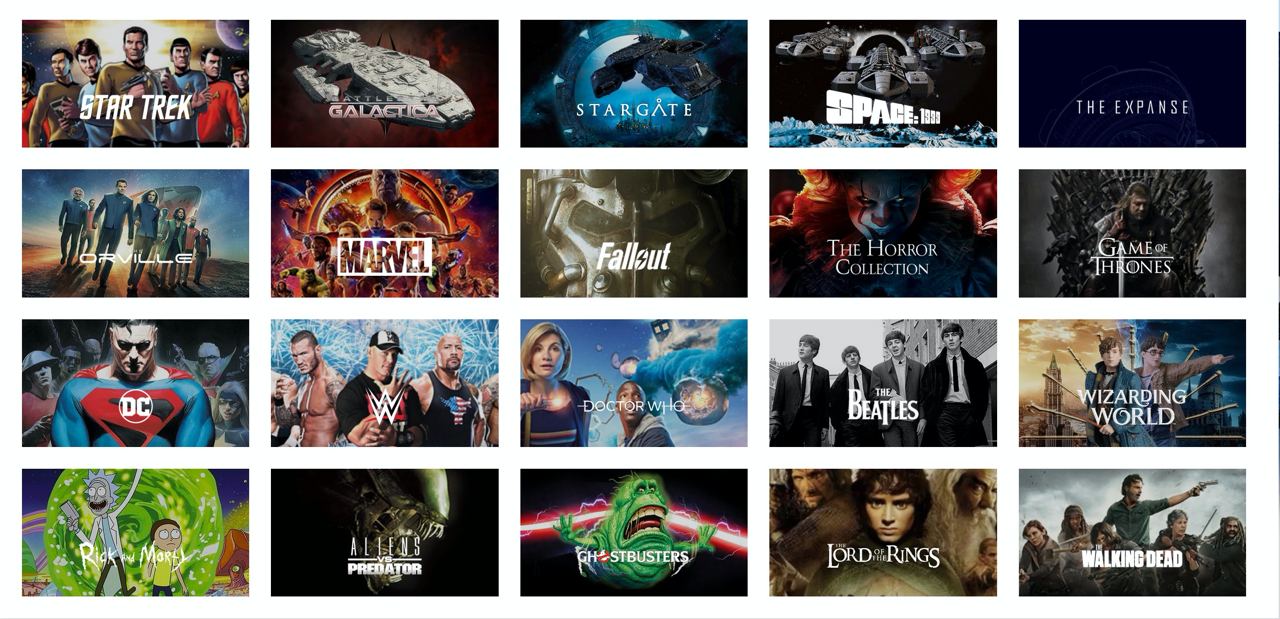 STAR TREK
BATTLESTAR
GALACTICA
STARGATE
SPACE: 1999
THE EXPANSE
ORVILLE
MARVEL
Fallout
THE HORROR
COLLECTION
GAME OF
THRONES
DC
W
DOCTOR WHO
THE
BEATLES
WIZARDING
WORLD
Rick and Morty
ALIENS
VS
PREDATOR
GHOSTBUSTERS
THE
LORD OF THE RINGS
THE
WALKING DEAD